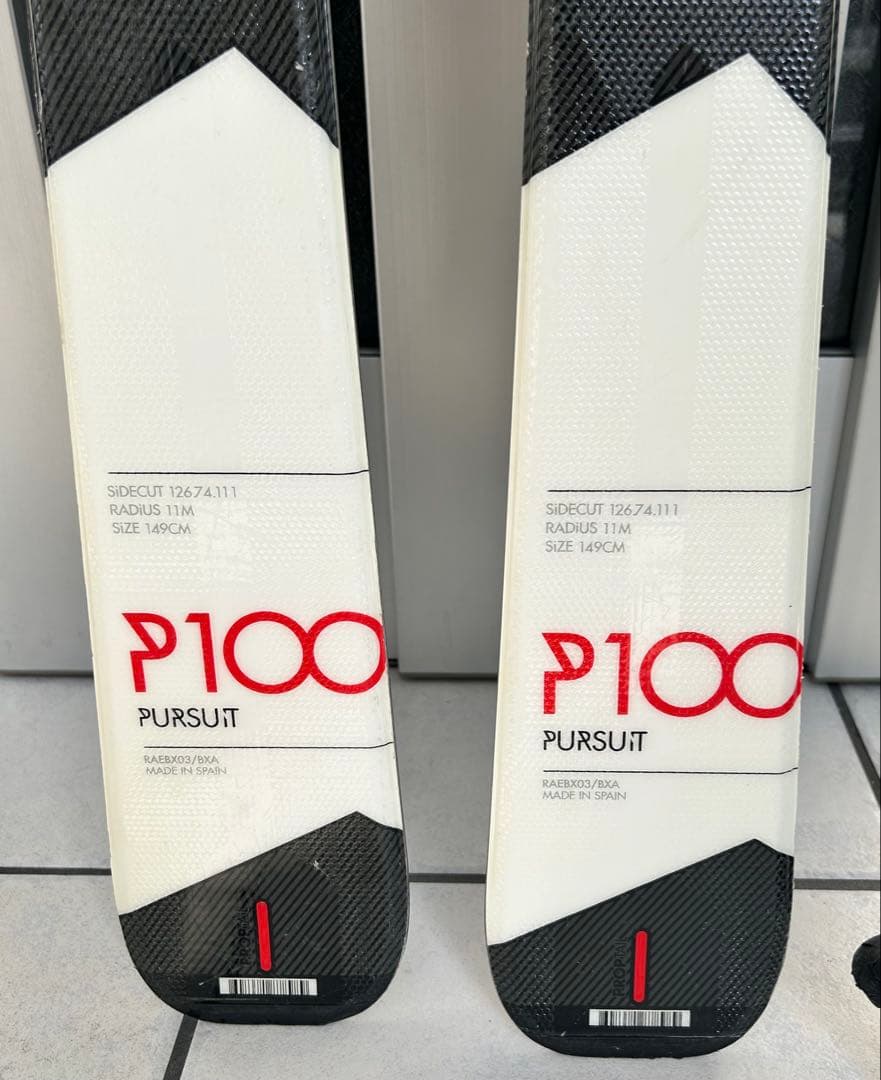 SiDECUT 126.74.111
RADiUS 11M
SiZE 149CM
P100
PURSUiT
RAEBX03/BXA
MADE IN SPAIN
SiDECUT 126.74.111
RADiUS 11M
SiZE 149CM
P100
PURSUiT
RAEBX03/BXA
MADE IN SPAIN